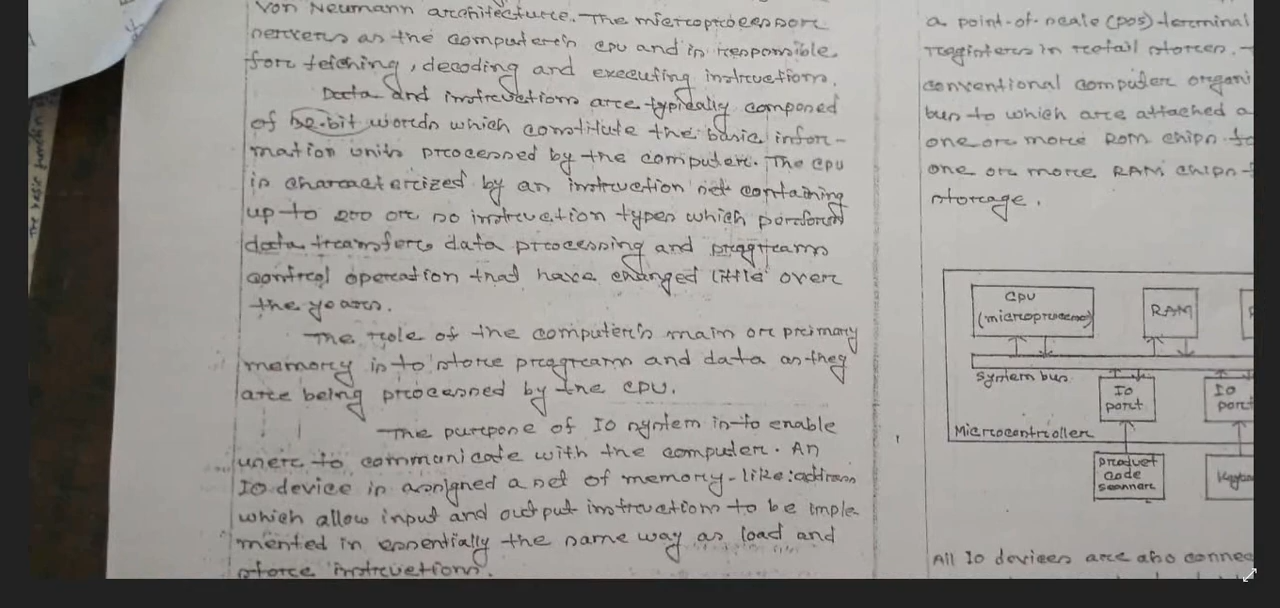 Von Neumann architecture. The microprocessor
servers as the computer's cpu and is responsible
for fetching, decoding and executing instructions.
Data and instructions are typically composed
of bit words which constitute the basic infor-
mation units processed by the computer. The cpu
is characterized by an instruction set containing
up to 200 or so instruction types which perform
data transfer, data processing and programs
control operation that have changed little over
the years.
The role of the computer's main or primary
memory is to store programs and data as they
are being processed by the CPU.
The purpose of IO system is to enable
users to communicate with the computer. An
IO device is assigned a set of memory-like: address
which allow input and output instructions to be imple
mented in essentially the same way as load and
store instructions.
a point-of-sale (pos)-terminal
registers in retail stores.
conventional computer organi
bus to which are attached a
one or more ROM chips
one or more RAM chips
storage.
CPU
(microprocessor)
RAM
System bus
IO
port
IO
port
Microcontroller
product
code
scanner
All IO devices are also connec
The basic function